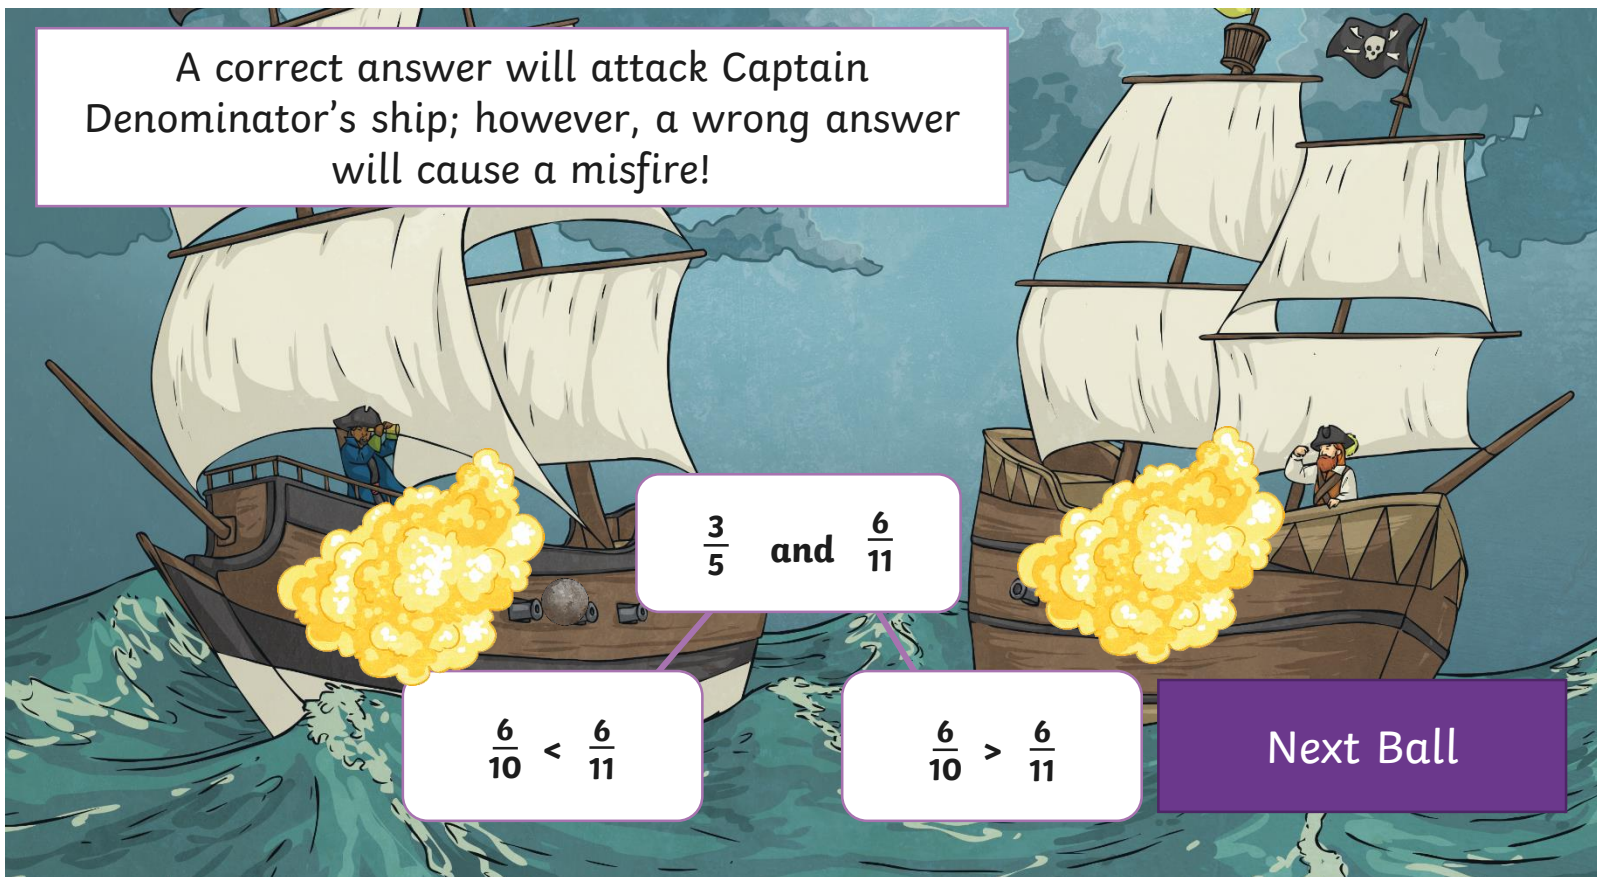 A correct answer will attack Captain
Denominator's ship; however, a wrong answer
will cause a misfire!
3/5 and 6/11
6/10 < 6/11
6/10 > 6/11
Next Ball